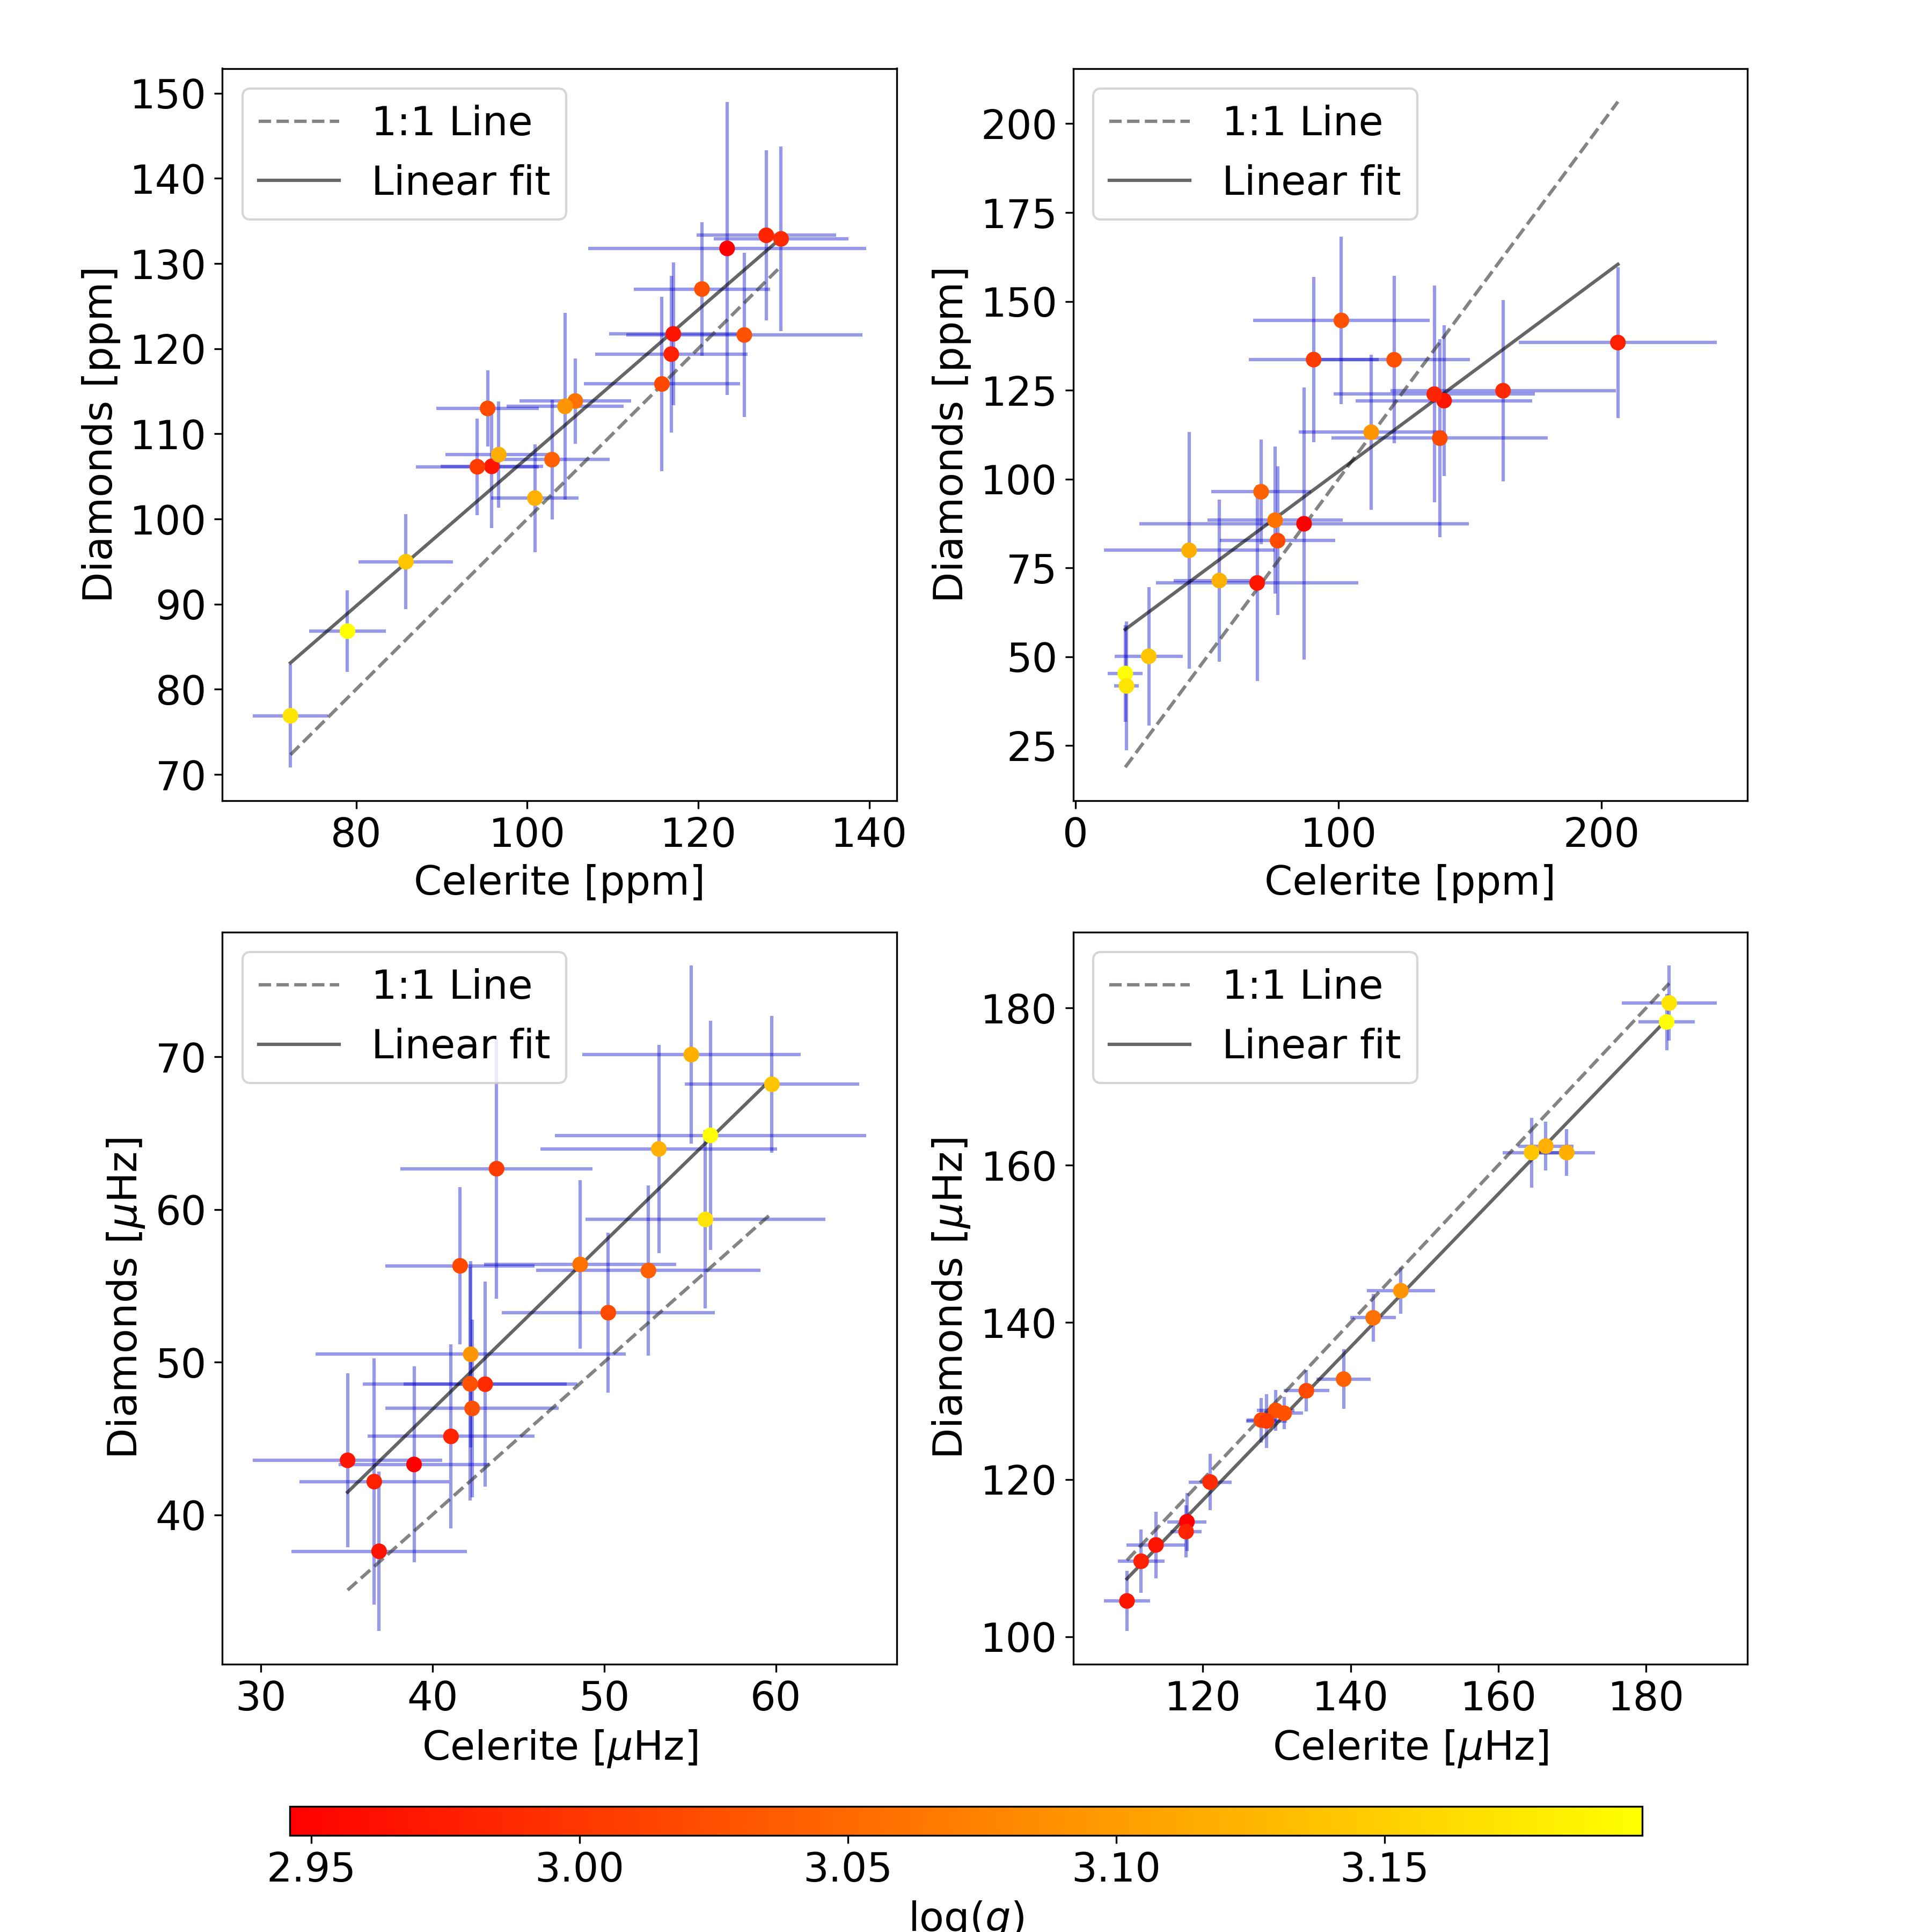 1:1 Line
Linear fit
150
140
130
120
110
100
90
80
70
Diamonds [ppm]
80 100 120 140
Celerite [ppm]
1:1 Line
Linear fit
200
175
150
125
100
75
50
25
Diamonds [ppm]
0 100 200
Celerite [ppm]
1:1 Line
Linear fit
70
60
50
40
Diamonds [μHz]
30 40 50 60
Celerite [μHz]
1:1 Line
Linear fit
180
160
140
120
100
Diamonds [μHz]
120 140 160 180
Celerite [μHz]
2.95 3.00 3.05 3.10 3.15
log(g)